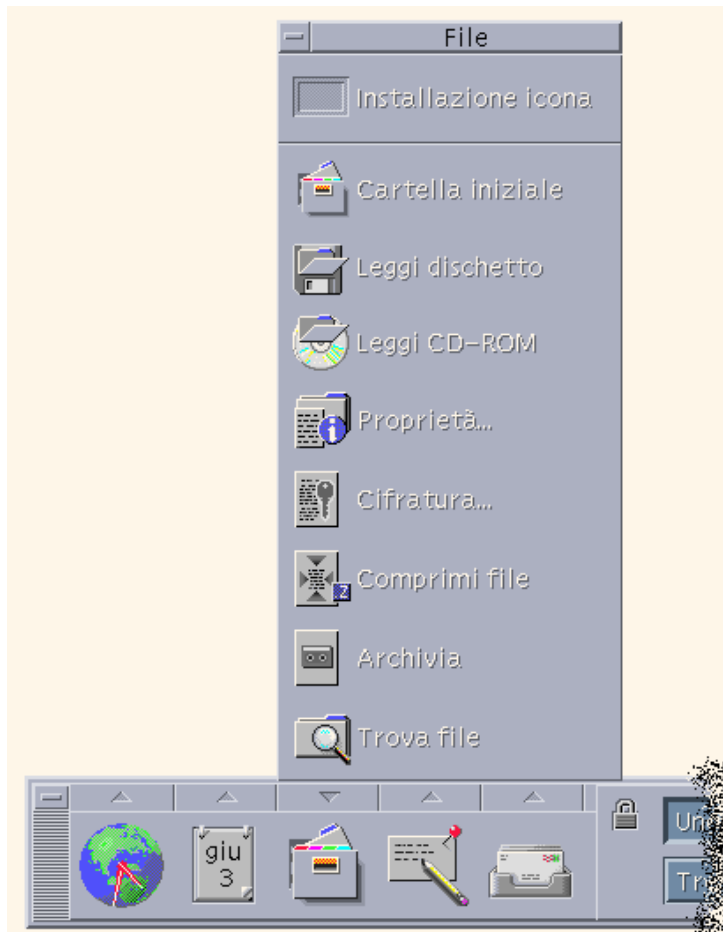 File
Installazione icona
Cartella iniziale
Leggi dischetto
Leggi CD-ROM
Proprietà...
Cifratura...
Comprimi file
.Z
Archivia
Trova file
giu
3